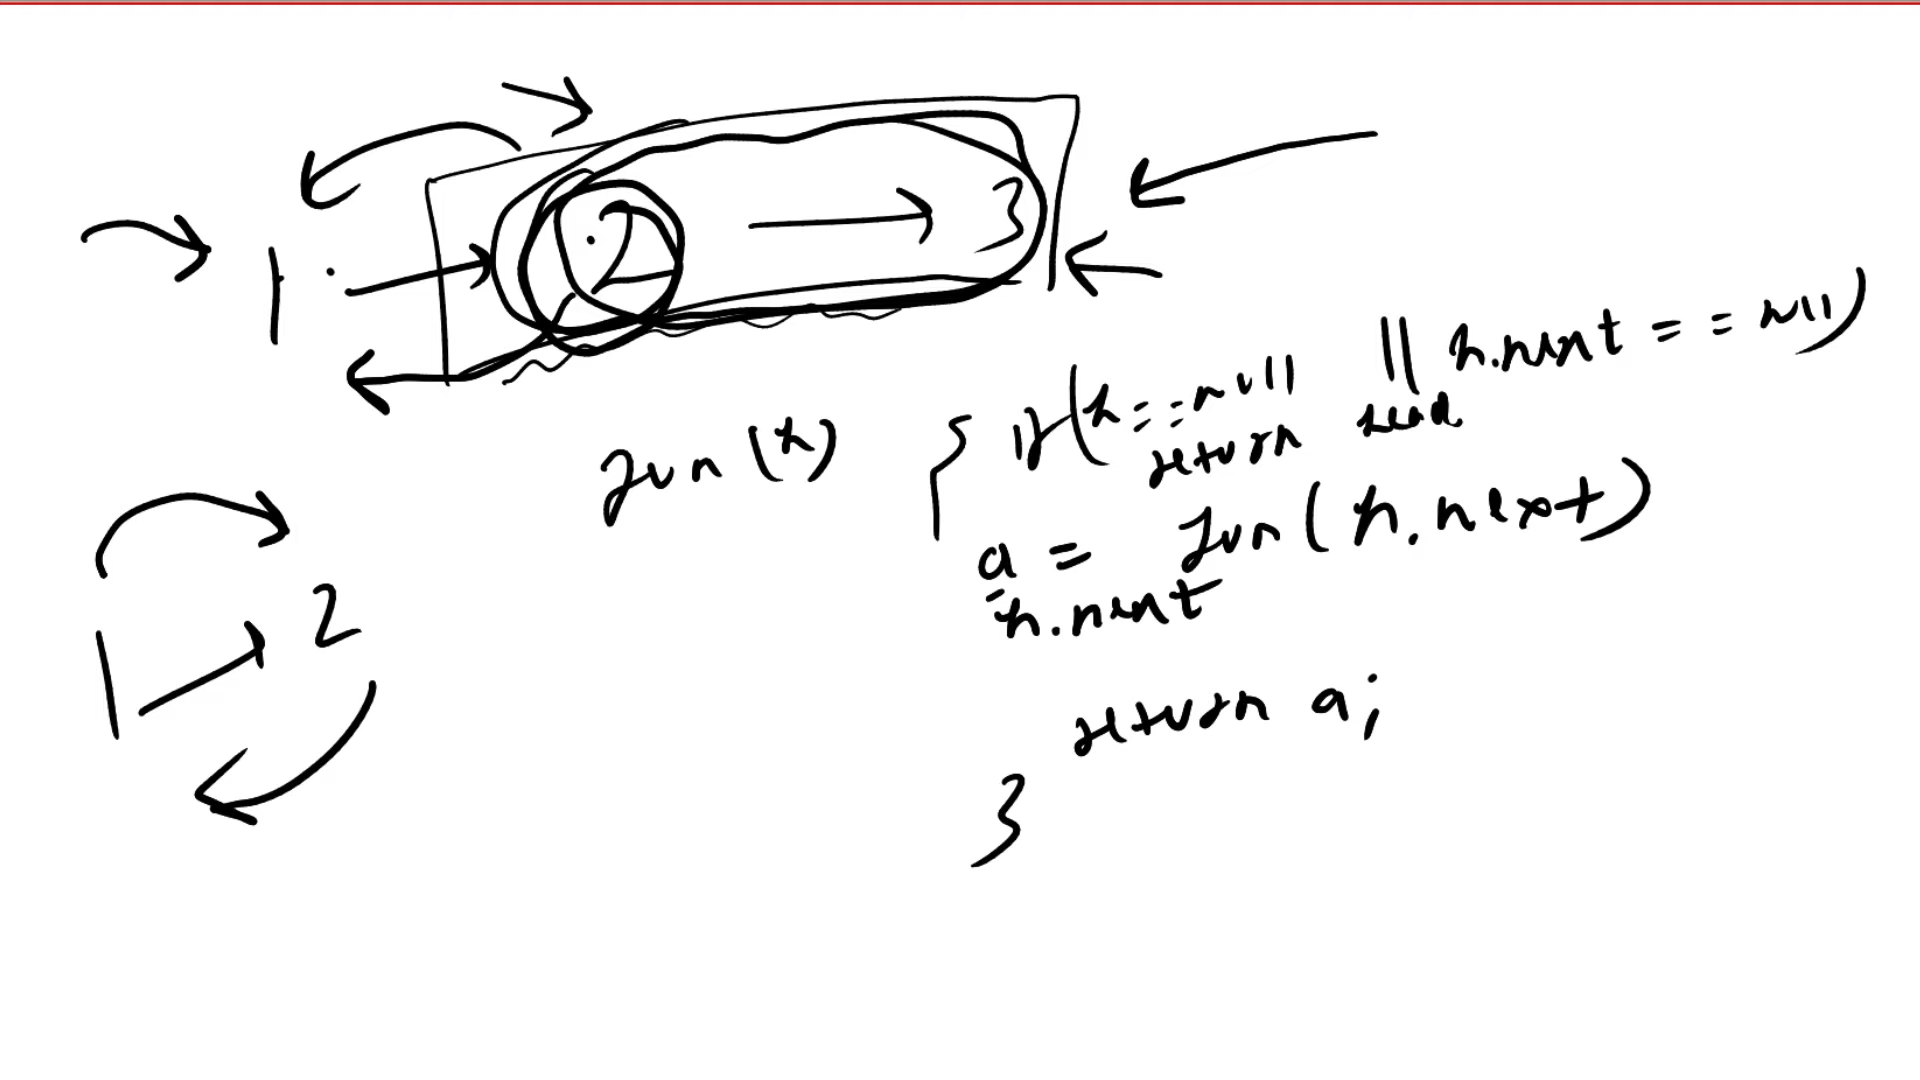 1 2 3
fun (h) { if (h == null || h.next == null)
return head
a = fun (h. next)
h. next
1 2
return a;
}